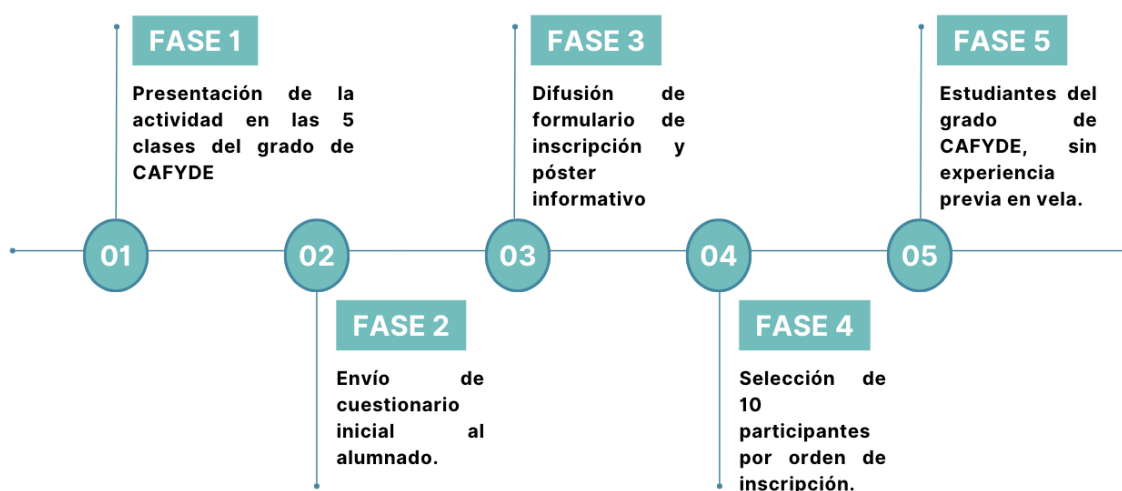 FASE 1
Presentación de la
actividad en las 5
clases del grado de
CAFYDE
FASE 3
Difusión de
formulario de
inscripción y
póster
informativo
FASE 5
Estudiantes del
grado de
CAFYDE, sin
experiencia
previa en vela.
01
02
03
04
05
FASE 2
Envío de
cuestionario
inicial al
alumnado.
FASE 4
Selección de
10
participantes
por orden de
inscripción.